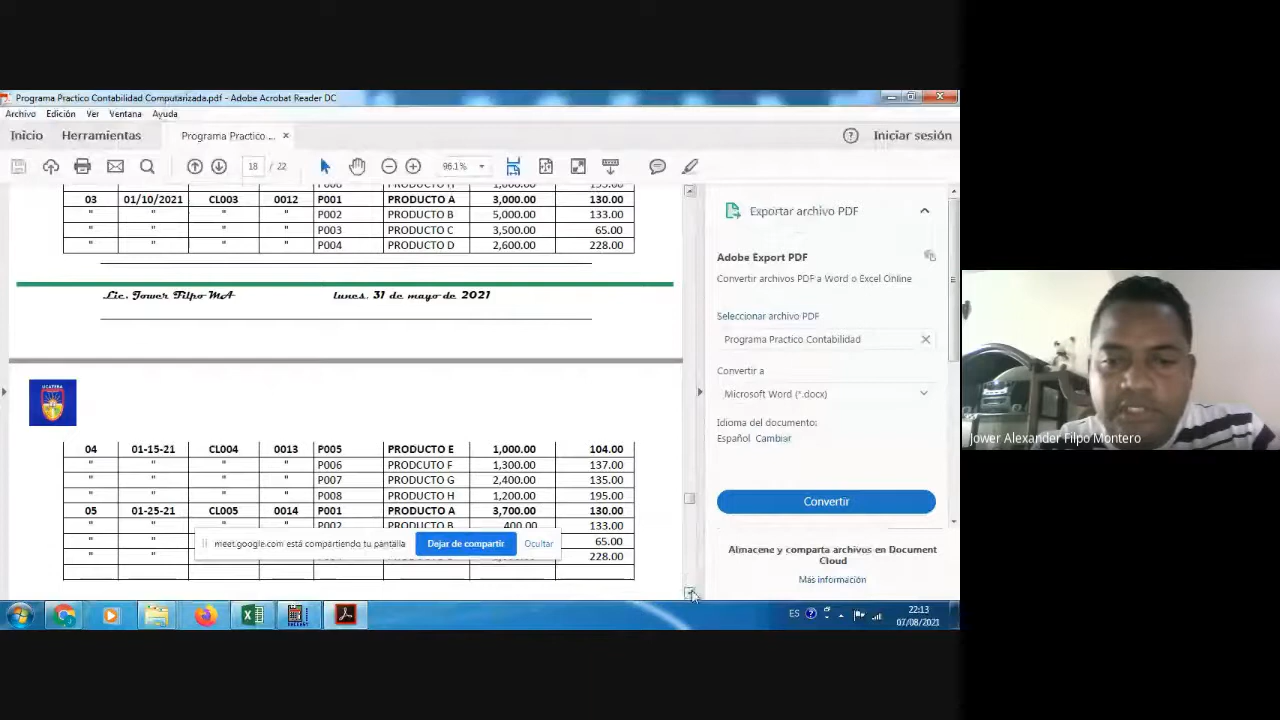 Programa Practico Contabilidad Computarizada.pdf - Adobe Acrobat Reader DC
Archivo Edición Ver Ventana Ayuda
Inicio Herramientas Programa Practico ... × Iniciar sesión
18 / 22 96.1%
03 01/10/2021 CL003 0012 P001 PRODUCTO A 3,000.00 130.00
" " " " P002 PRODUCTO B 5,000.00 133.00
" " " " P003 PRODUCTO C 3,500.00 65.00
" " " " P004 PRODUCTO D 2,600.00 228.00
Lic. Jower Filpo MA lunes, 31 de mayo de 2021
UCATEBA
04 01-15-21 CL004 0013 P005 PRODUCTO E 1,000.00 104.00
" " " " P006 PRODCUTO F 1,300.00 137.00
" " " " P007 PRODUCTO G 2,400.00 135.00
" " " " P008 PRODUCTO H 1,200.00 195.00
05 01-25-21 CL005 0014 P001 PRODUCTO A 3,700.00 130.00
" " " " P002 PRODUCTO B 400.00 133.00
" " 65.00
" " 228.00
meet.google.com está compartiendo tu pantalla Dejar de compartir Ocultar
Exportar archivo PDF
Adobe Export PDF
Convertir archivos PDF a Word o Excel Online
Seleccionar archivo PDF
Programa Practico Contabilidad
Convertir a
Microsoft Word (*.docx)
Idioma del documento:
Español Cambiar
Convertir
Almacene y comparta archivos en Document
Cloud
Más información
ES 22:13
07/08/2021
Jower Alexander Filpo Montero